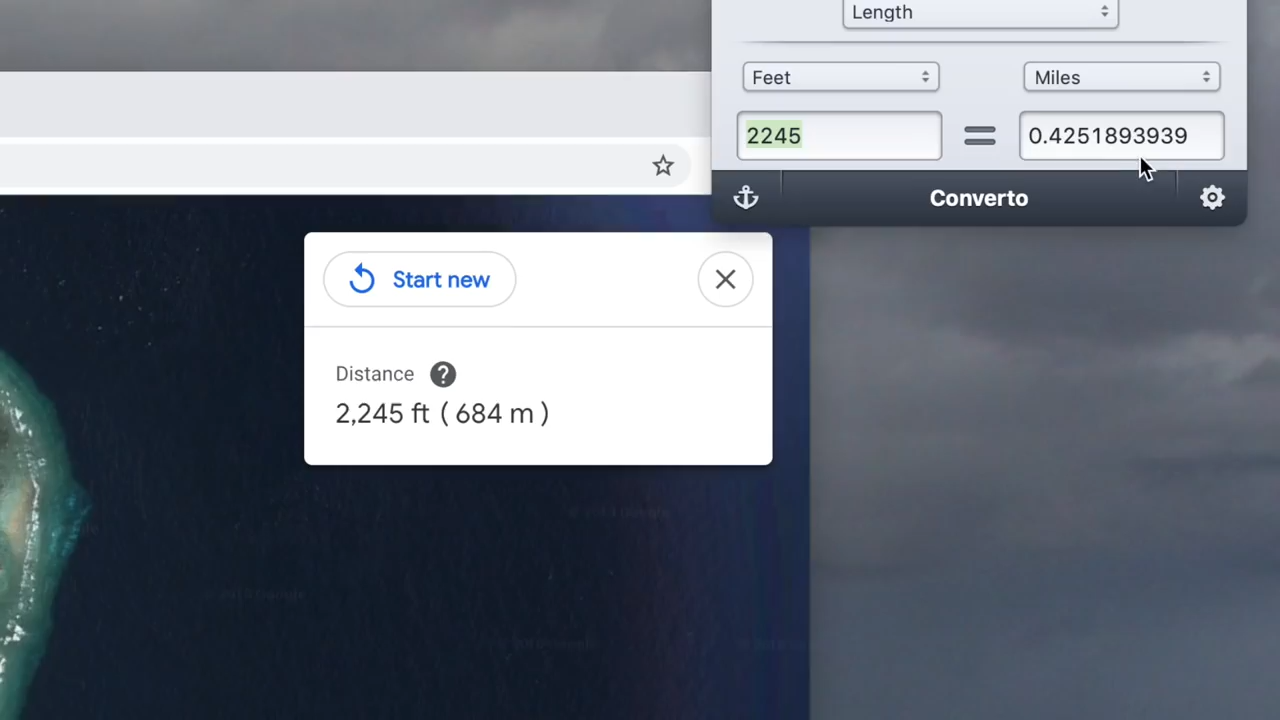 Length
Feet
Miles
2245
0.4251893939
Converto
Start new
Distance ?
2,245 ft ( 684 m )